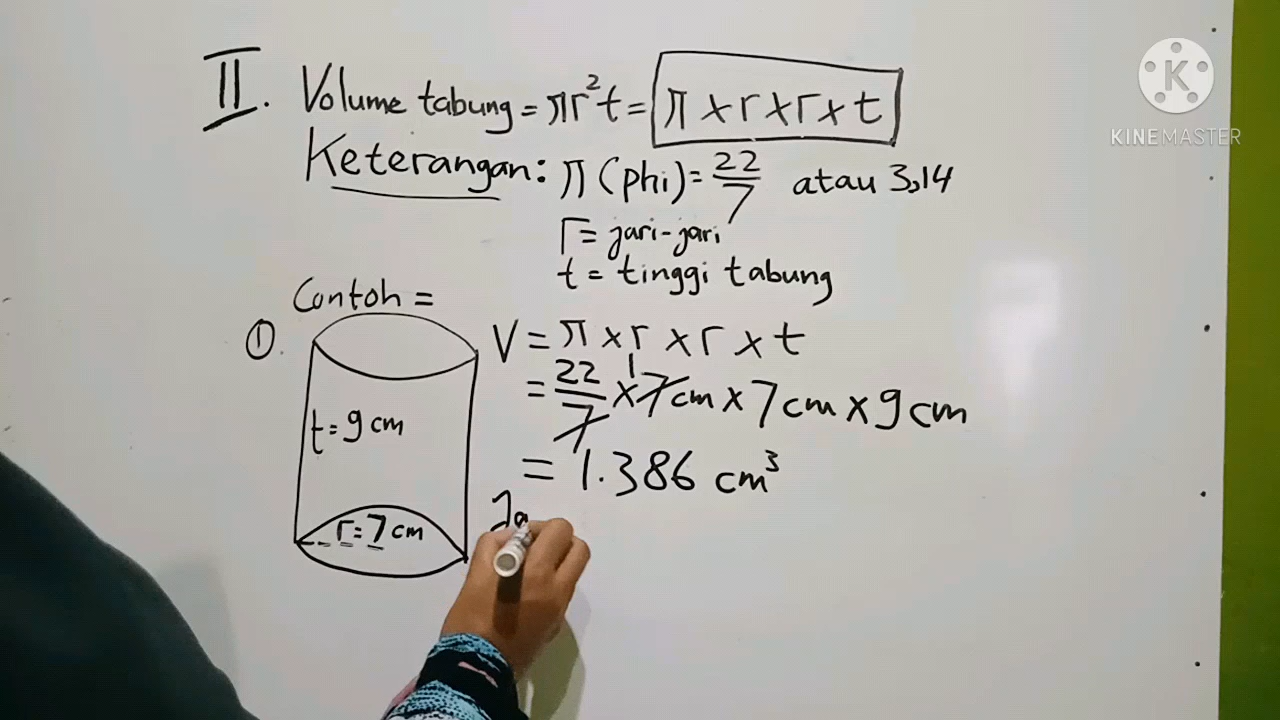 II. Volume tabung = πr²t = π x r x r x t
Keterangan: π (phi) = 22/7 atau 3,14
r = jari-jari
t = tinggi tabung
Contoh =
①.
t = 9 cm
r = 7 cm
V = π x r x r x t
= 22/7 x 7 cm x 7 cm x 9 cm
1
= 1.386 cm³
Ja
KINEMASTER